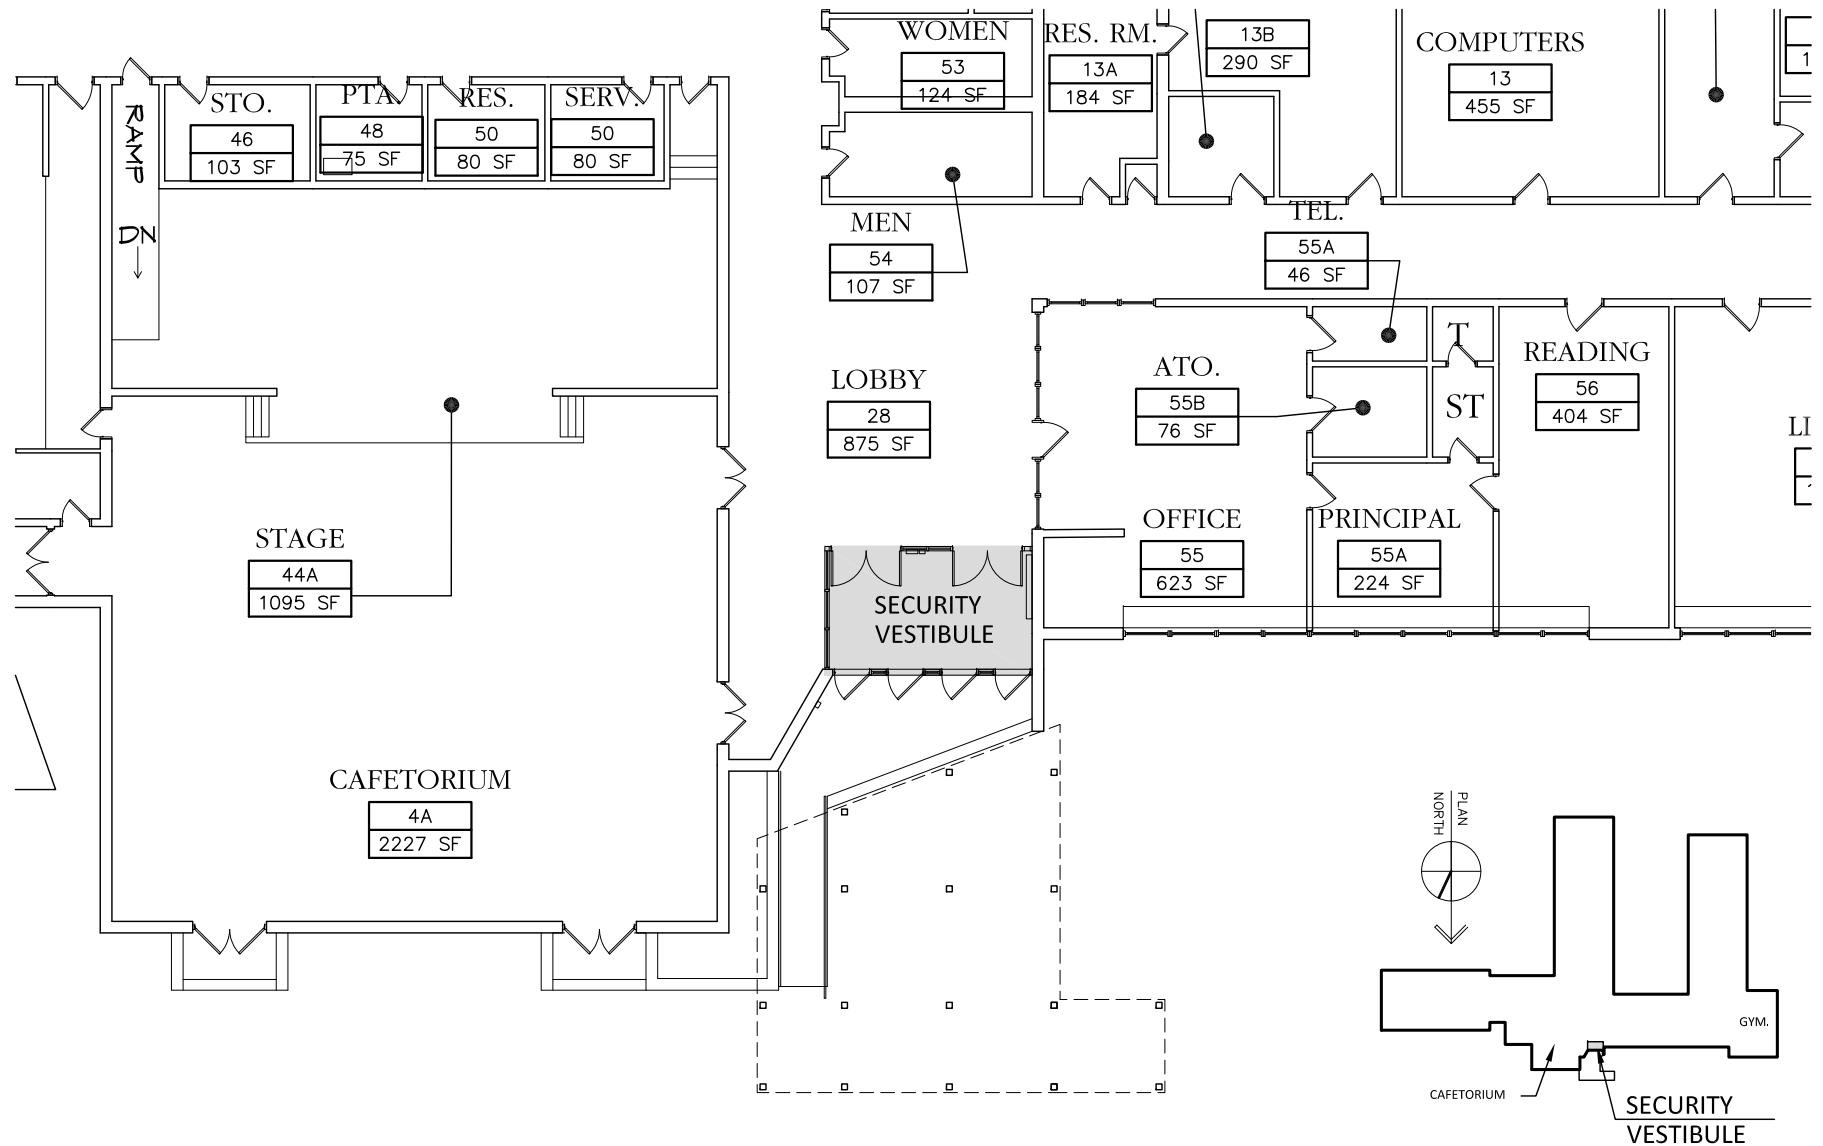 WOMEN
53
124 SF
RES. RM.
13A
184 SF
13B
290 SF
COMPUTERS
13
455 SF
STO.
46
103 SF
PTA
48
75 SF
RES.
50
80 SF
SERV.
50
80 SF
RAMP
MEN
54
107 SF
TEL.
55A
46 SF
LOBBY
28
875 SF
ATO.
55B
76 SF
T
ST
READING
56
404 SF
STAGE
44A
1095 SF
OFFICE
55
623 SF
PRINCIPAL
55A
224 SF
SECURITY
VESTIBULE
CAFETORIUM
4A
2227 SF
PLAN
NORTH
GYM.
CAFETORIUM
SECURITY
VESTIBULE